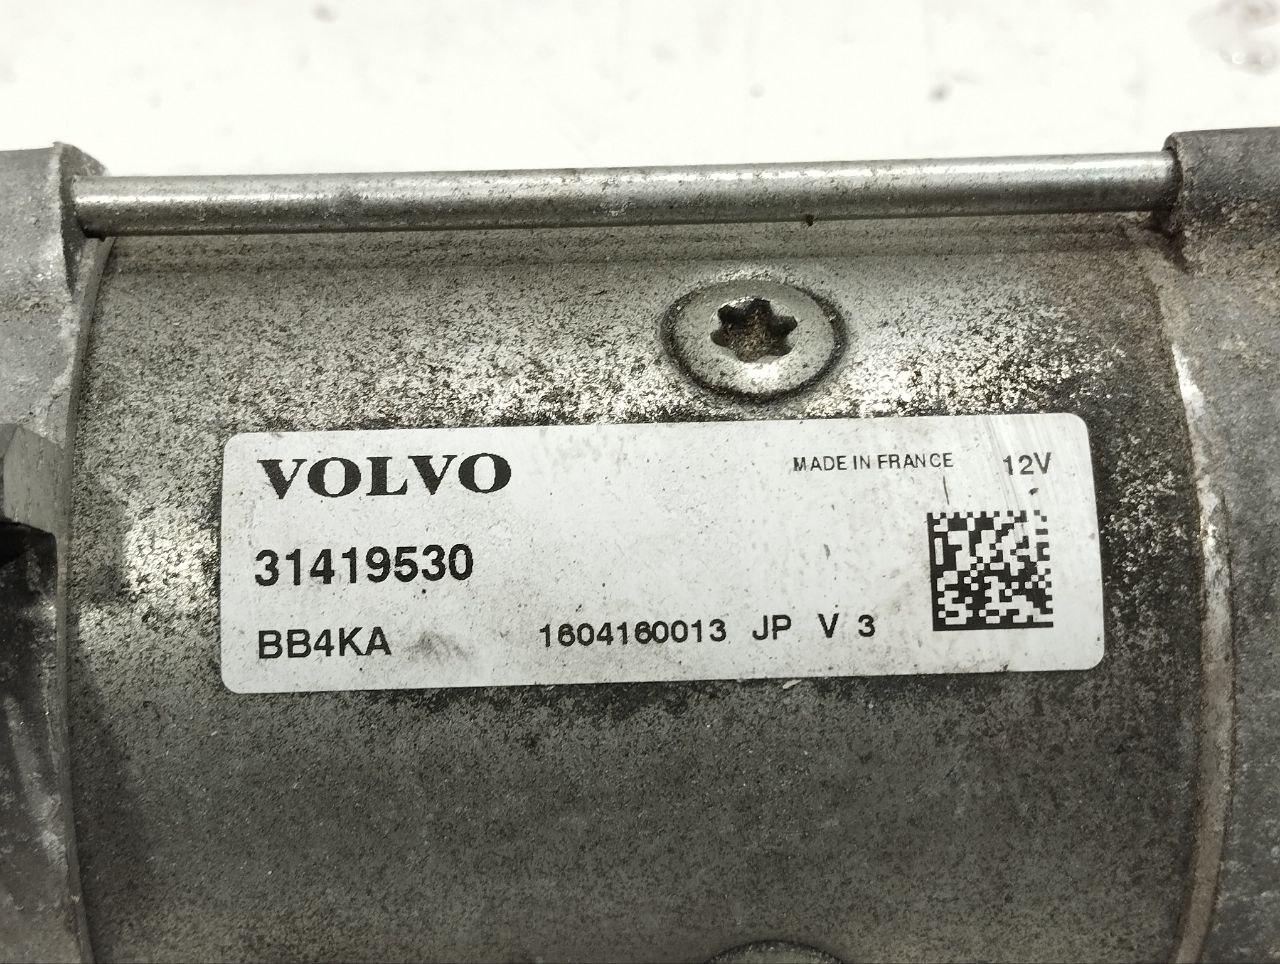 VOLVO
MADE IN FRANCE 12V
31419530
BB4KA 1604160013 JP V 3